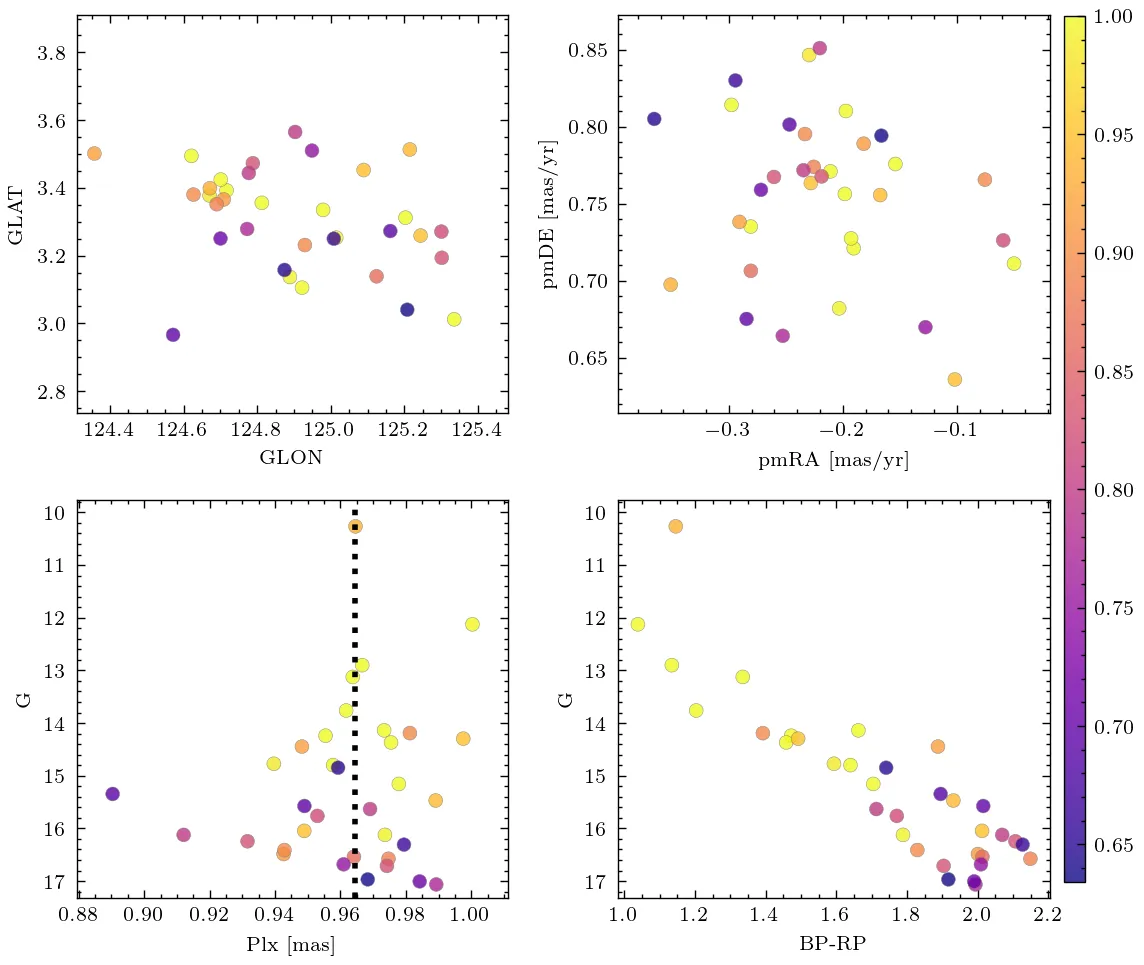 3.8
3.6
3.4
3.2
3.0
2.8
GLAT
124.4 124.6 124.8 125.0 125.2 125.4
GLON
0.85
0.80
0.75
0.70
0.65
pmDE [mas/yr]
−0.3 −0.2 −0.1
pmRA [mas/yr]
1.00
0.95
0.90
0.85
0.80
0.75
0.70
0.65
10
11
12
13
14
15
16
17
G
0.88 0.90 0.92 0.94 0.96 0.98 1.00
Plx [mas]
10
11
12
13
14
15
16
17
G
1.0 1.2 1.4 1.6 1.8 2.0 2.2
BP-RP